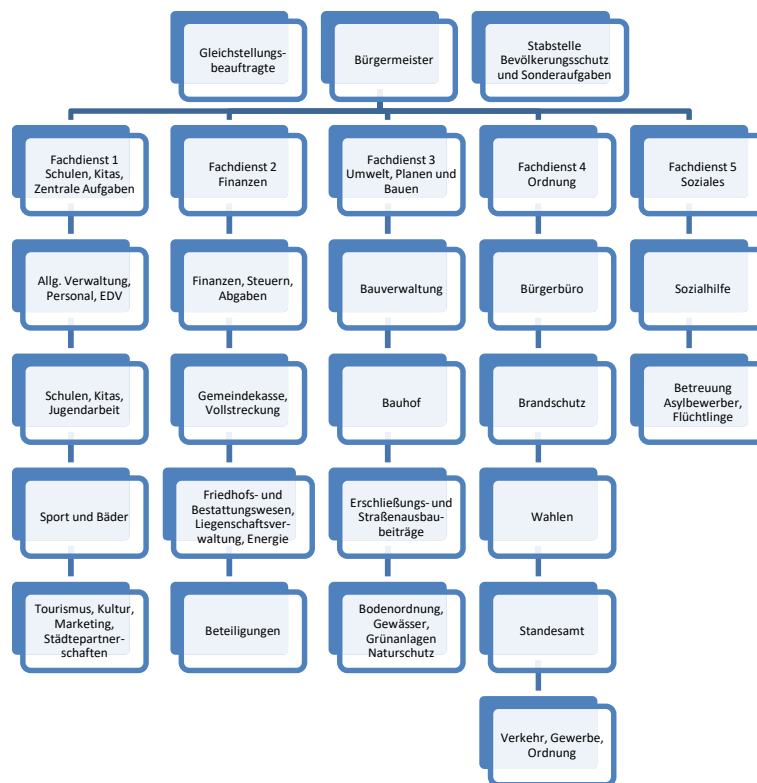 Gleichstellungs-
beauftragte
Bürgermeister
Stabstelle
Bevölkerungsschutz
und Sonderaufgaben
Fachdienst 1
Schulen, Kitas,
Zentrale Aufgaben
Fachdienst 2
Finanzen
Fachdienst 3
Umwelt, Planen und
Bauen
Fachdienst 4
Ordnung
Fachdienst 5
Soziales
Allg. Verwaltung,
Personal, EDV
Finanzen, Steuern,
Abgaben
Bauverwaltung
Bürgerbüro
Sozialhilfe
Schulen, Kitas,
Jugendarbeit
Gemeindekasse,
Vollstreckung
Bauhof
Brandschutz
Betreuung
Asylbewerber,
Flüchtlinge
Sport und Bäder
Friedhofs- und
Bestattungswesen,
Liegenschaftsver-
waltung, Energie
Erschließungs- und
Straßenausbau-
beiträge
Wahlen
Tourismus, Kultur,
Marketing,
Städtepartner-
schaften
Beteiligungen
Bodenordnung,
Gewässer,
Grünanlagen
Naturschutz
Standesamt
Verkehr, Gewerbe,
Ordnung